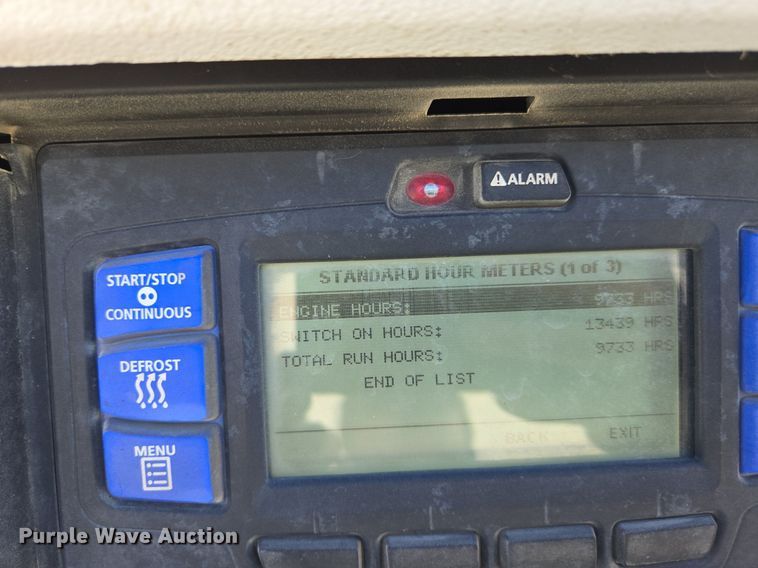 ALARM
START/STOP
CONTINUOUS
DEFROST
MENU
STANDARD HOUR METERS (1 of 3)
ENGINE HOURS: 9733 HRS
SWITCH ON HOURS: 13439 HRS
TOTAL RUN HOURS: 9733 HRS
END OF LIST
BACK EXIT
Purple Wave Auction